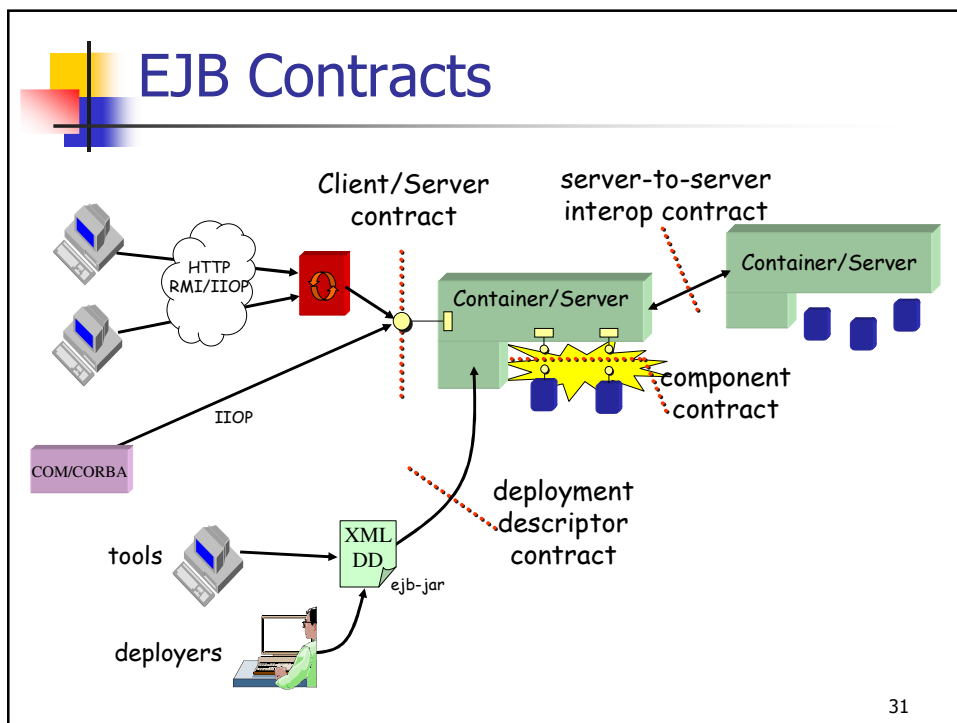 EJB Contracts
Client/Server
contract
server-to-server
interop contract
HTTP
RMI/IIOP
Container/Server
Container/Server
component
contract
IIOP
COM/CORBA
deployment
descriptor
contract
tools
XML
DD
ejb-jar
deployers
31